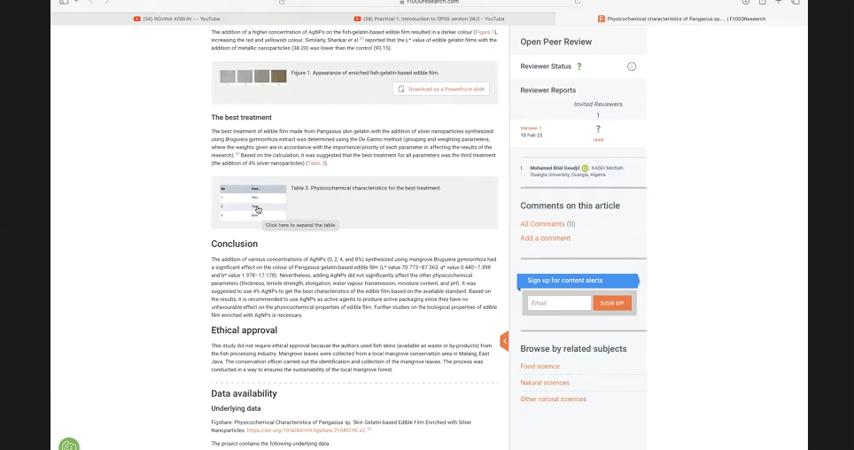 f1000research.com
(58) ROVINA KOBUN - - YouTube
(58) Practical 1: Introduction to SPSS version 28.0 - YouTube
Physicochemical characteristics of Pangasius sp.... | F1000Research
The addition of a higher concentration of AgNPs on the fish-gelatin-based edible film resulted in a darker colour (Figure 1),
increasing the red and yellowish colour. Similarly, Shankar et al. reported that the L* value of edible gelatin films with the
addition of metallic nanoparticles (38.20) was lower than the control (93.15).
Figure 1. Appearance of enriched fish-gelatin-based edible film.
Download as a PowerPoint slide
The best treatment
The best treatment of edible film made from Pangasius skin gelatin with the addition of silver nanoparticles synthesized
using Bruguiera gymnorhiza extract was determined using the De Garmo method (grouping and weighting parameters,
where the weights given are in accordance with the importance/priority of each parameter in affecting the results of the
research). Based on the calculation, it was suggested that the best treatment for all parameters was the third treatment
(the addition of 4% silver nanoparticles) (Table 3).
Table 3. Physicochemical characteristics for the best treatment.
Click here to expand the table.
Conclusion
The addition of various concentrations of AgNPs (0, 2, 4, and 8%) synthesized using mangrove Bruguiera gymnorhiza had
a significant effect on the colour of Pangasius gelatin-based edible film (L* value 70.773–87.563, a* value 0.440–7.398
and b* value 1.978–17.178). Nevertheless, adding AgNPs did not significantly affect the other physicochemical
parameters (thickness, tensile strength, elongation, water vapour transmission, moisture content, and pH). It was
suggested to use 4% AgNPs to get the best characteristics of the edible film based on the available standard. Based on
the results, it is recommended to use AgNPs as active agents to produce active packaging since they have no
unfavourable effect on the physicochemical properties of edible film. Further studies on the biological properties of edible
film enriched with AgNPs is necessary.
Ethical approval
This study did not require ethical approval because the authors used fish skins (available as waste or by-products) from
the fish processing industry. Mangrove leaves were collected from a local mangrove conservation area in Malang, East
Java. The conservation officer carried out the identification and collection of the mangrove leaves. The process was
conducted in a way to ensures the sustainability of the local mangrove forest.
Data availability
Underlying data
Figshare: Physicochemical Characteristics of Pangasius sp. Skin Gelatin-based Edible Film Enriched with Silver
Nanoparticles. https://doi.org/10.6084/m9.figshare.21640196.v2.
The project contains the following underlying data:
Open Peer Review
Reviewer Status ?
Reviewer Reports
Invited Reviewers
1
Version 1
10 Feb 23
?
read
1. Mohamed Bilal Goudjil, KASDI Merbah-
Ouargla University, Ouargla, Algeria
Comments on this article
All Comments (0)
Add a comment
Sign up for content alerts
Email
SIGN UP
Browse by related subjects
Food science
Natural sciences
Other natural sciences